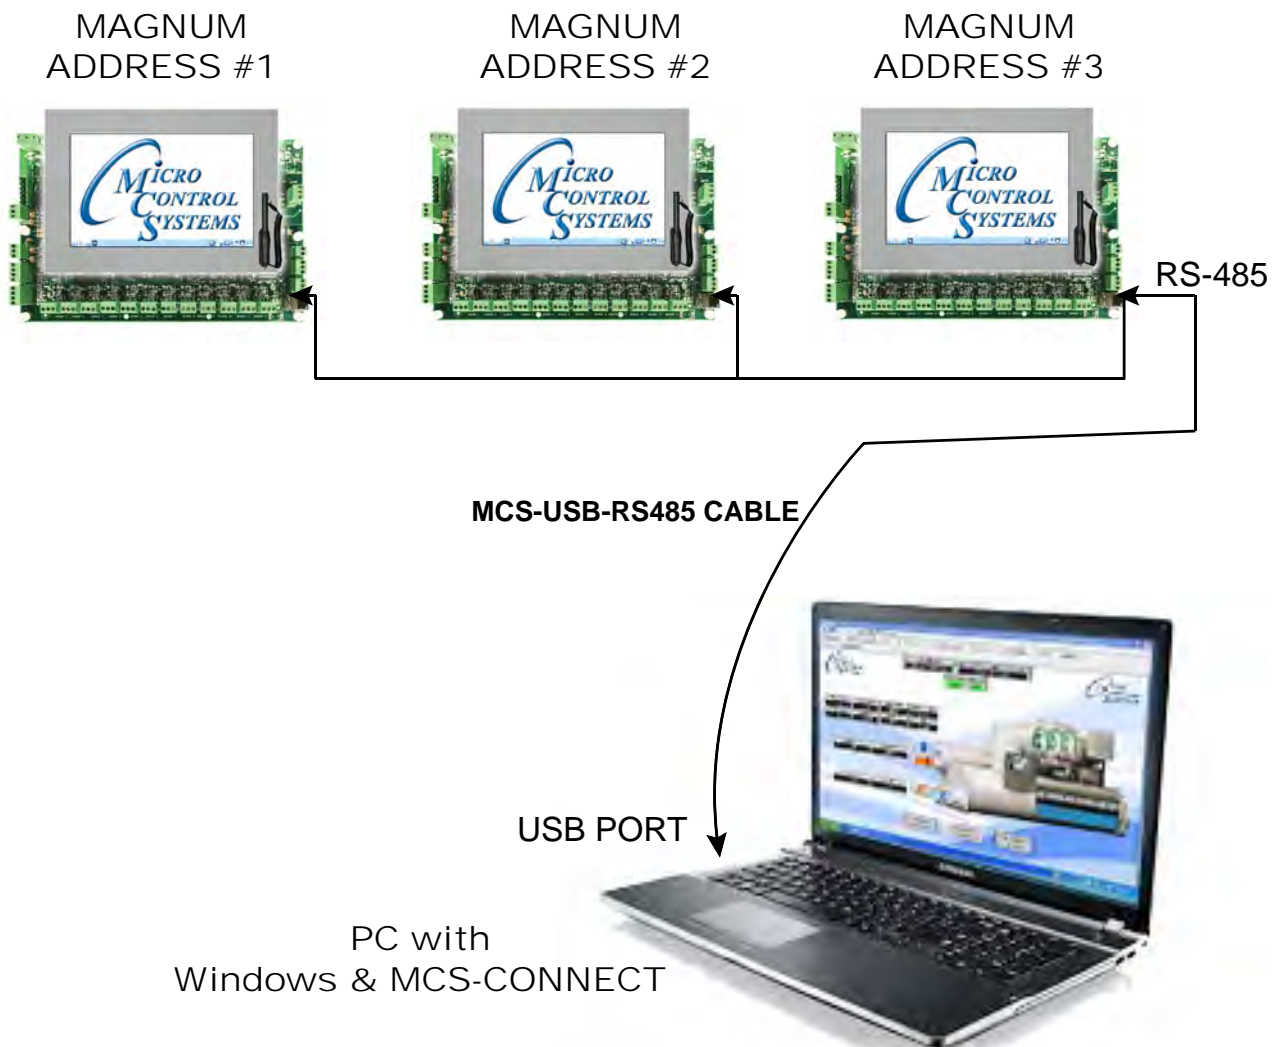 MAGNUM
ADDRESS #1
MAGNUM
ADDRESS #2
MAGNUM
ADDRESS #3
MICRO
CONTROL
SYSTEMS
MICRO
CONTROL
SYSTEMS
MICRO
CONTROL
SYSTEMS
RS-485
MCS-USB-RS485 CABLE
USB PORT
PC with
Windows & MCS-CONNECT